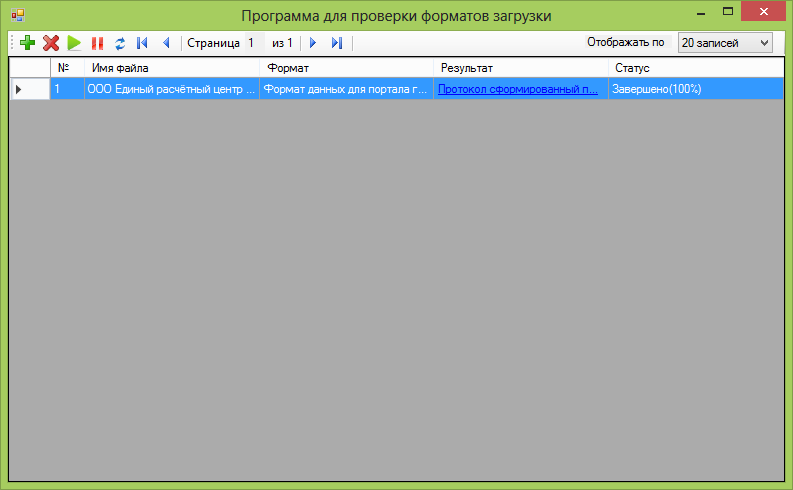 Программа для проверки форматов загрузки
Страница 1 из 1 Отображать по 20 записей
№ Имя файла Формат Результат Статус
1 ООО Единый расчётный центр ... Формат данных для портала г... Протокол сформированный п... Завершено(100%)